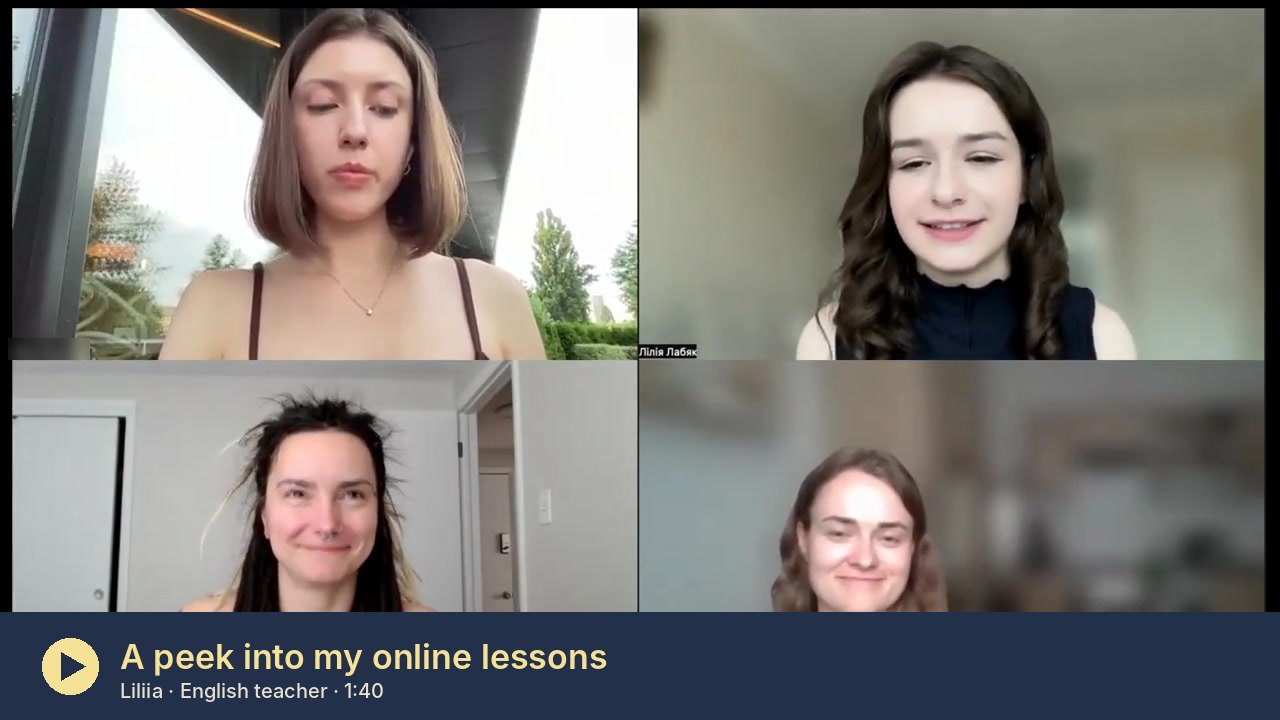 Лілія Лабяк
A peek into my online lessons
Liliia · English teacher · 1:40